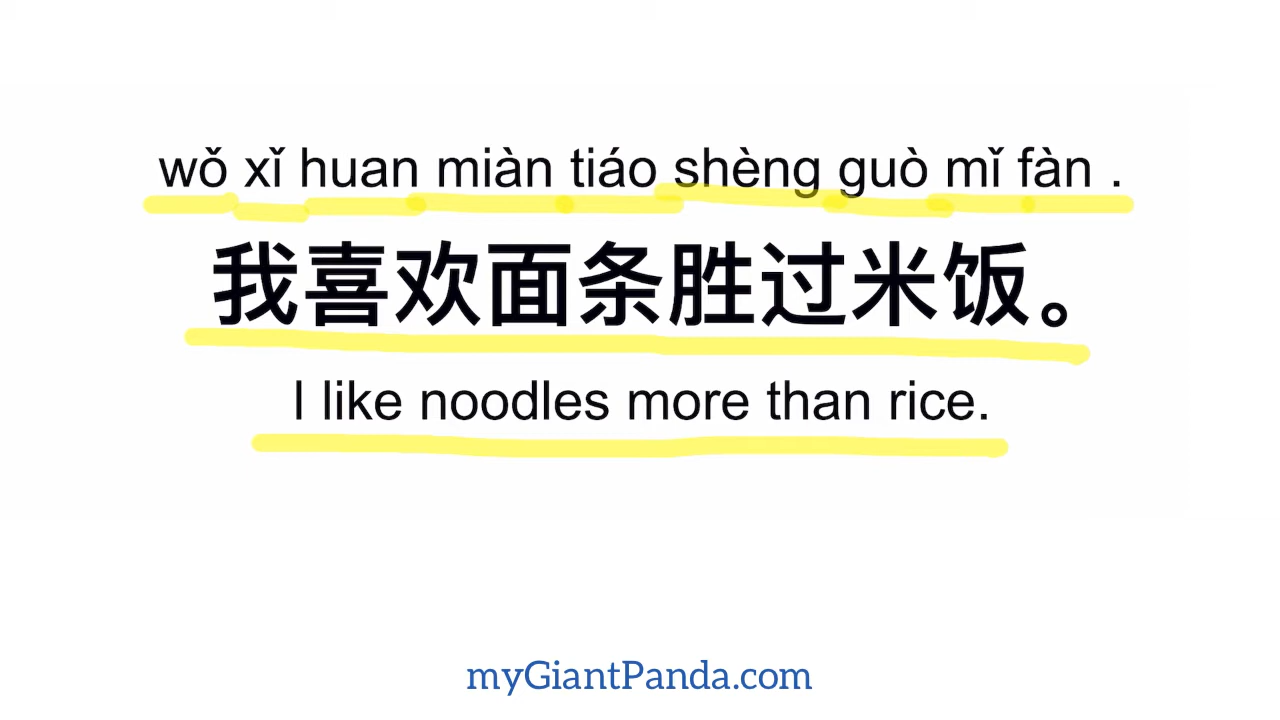 wǒ xǐ huan miàn tiáo shèng guò mǐ fàn .
我喜欢面条胜过米饭。
I like noodles more than rice.
myGiantPanda.com